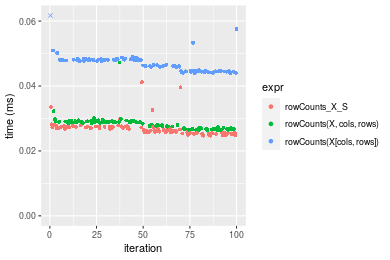 0.06
0.04
0.02
0.00
time (ms)
0
25
50
75
100
iteration
expr
rowCounts_X_S
rowCounts(X, cols, rows)
rowCounts(X[cols, rows])